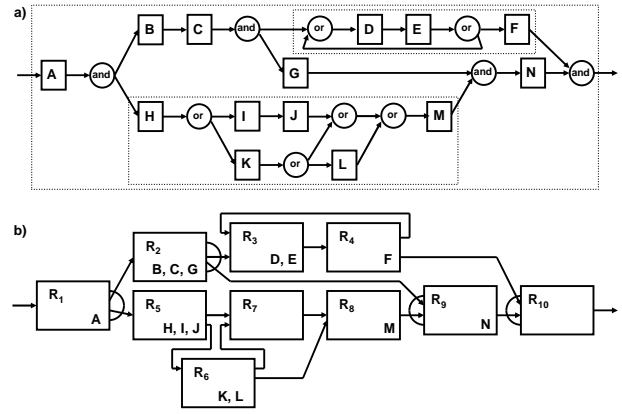 a)
B C and or D E or F
A and G and N and
H or I J or or M
K or L
b)
R3 D, E
R4 F
R2 B, C, G
R1 A
R5 H, I, J
R7
R8 M
R9 N
R10
R6 K, L